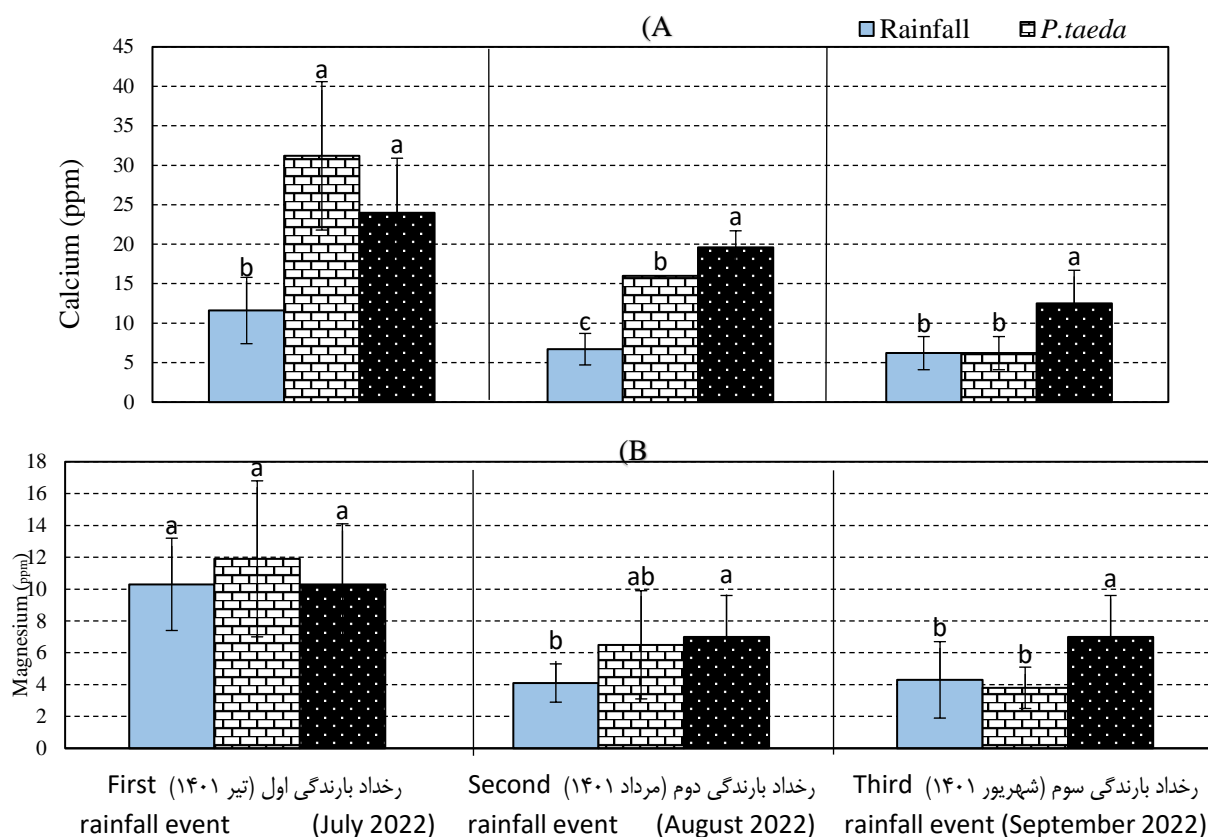 (A
Rainfall
P.taeda
Calcium (ppm)
45
40
35
30
25
20
15
10
5
0
b
a
a
c
b
a
b
b
a
(B
Magnesium (ppm)
18
16
14
12
10
8
6
4
2
0
a
a
a
b
ab
a
b
b
a
First رخداد بارندگی اول (تیر ۱۴۰۱)
rainfall event (July 2022)
Second رخداد بارندگی دوم (مرداد ۱۴۰۱)
rainfall event (August 2022)
Third رخداد بارندگی سوم (شهریور ۱۴۰۱)
rainfall event (September 2022)